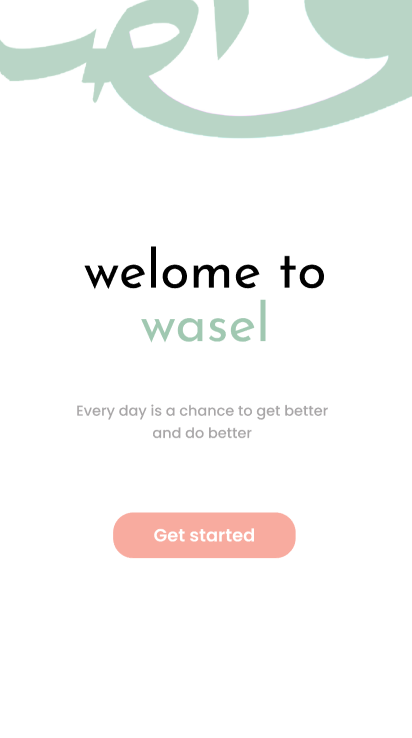 welome to
wasel
Every day is a chance to get better
and do better
Get started